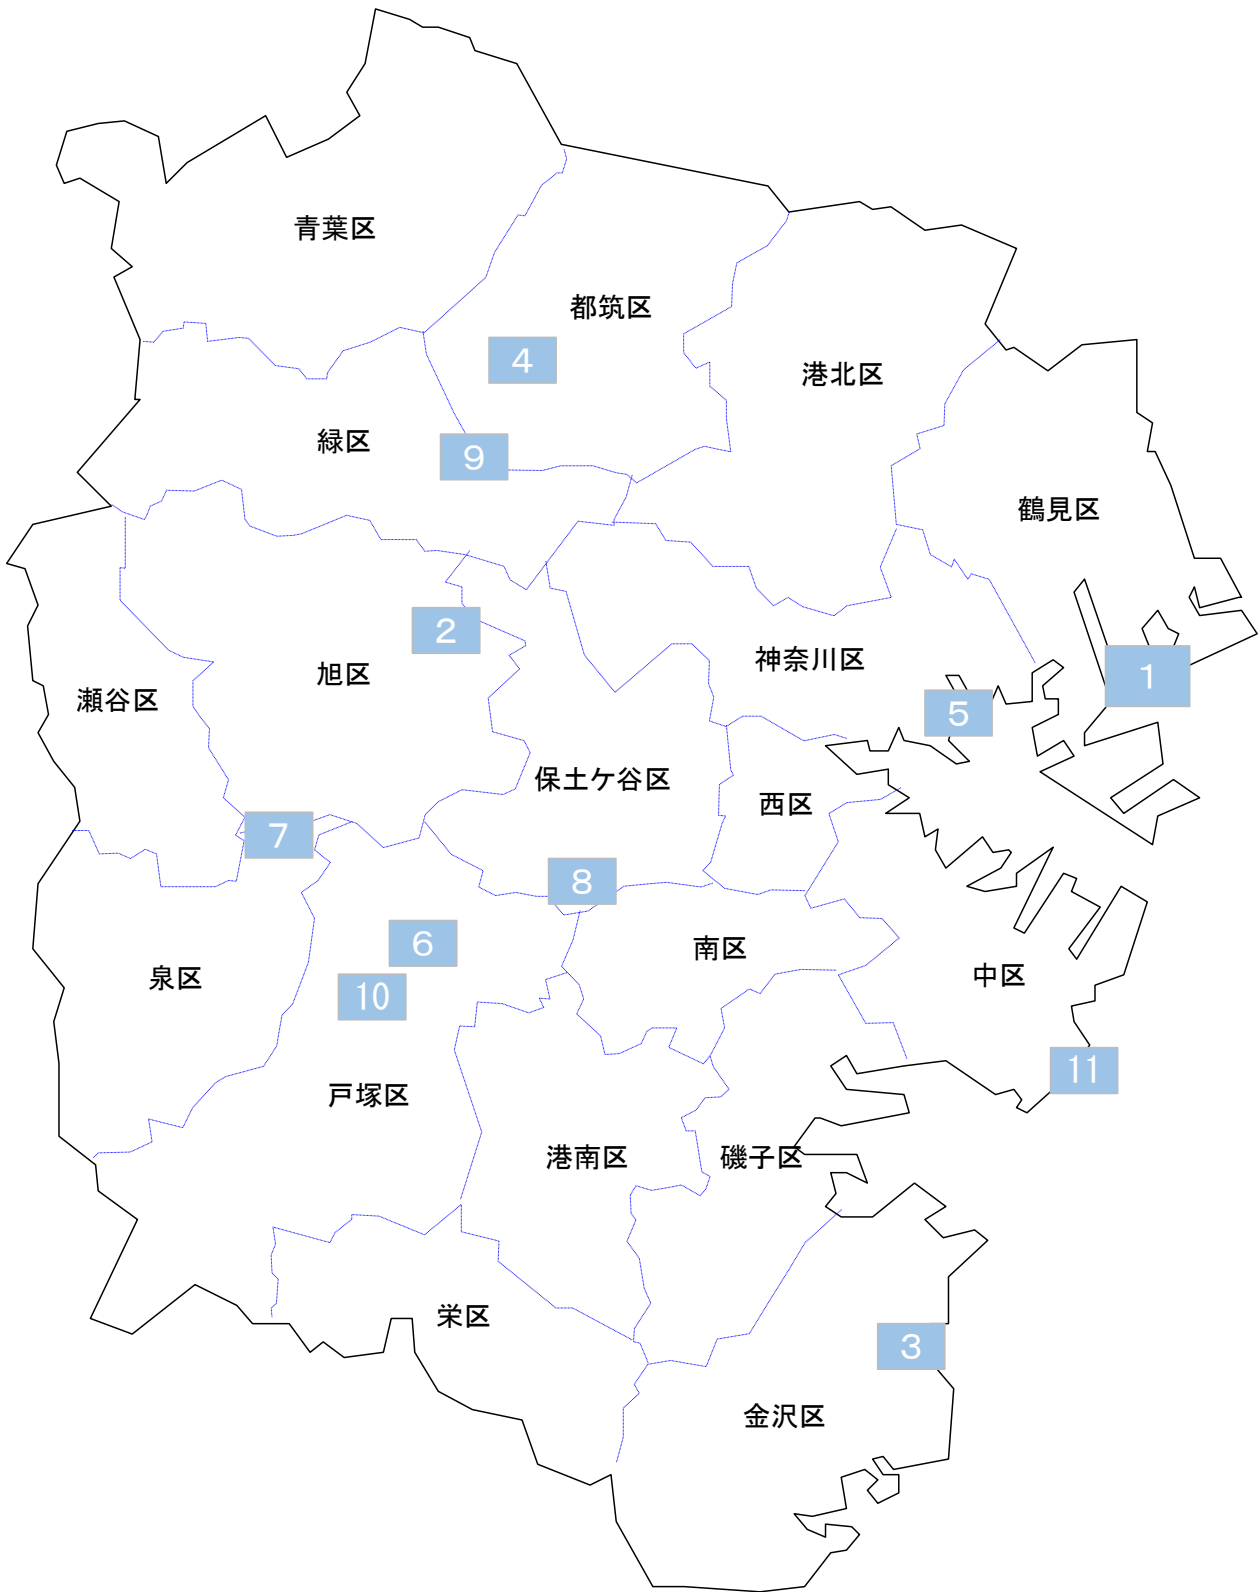 青葉区
都筑区
4
港北区
緑区
9
鶴見区
2
旭区
神奈川区
1
瀬谷区
5
保土ケ谷区
西区
7
8
6
南区
泉区
中区
10
11
戸塚区
港南区
磯子区
栄区
3
金沢区